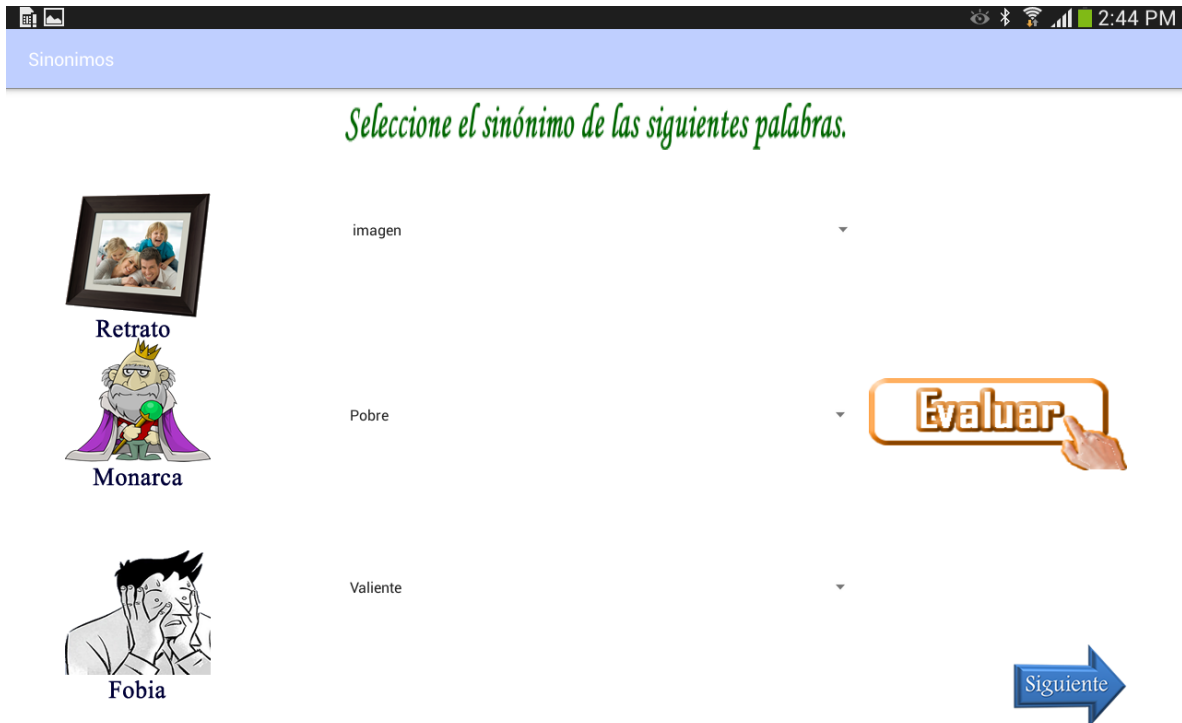 2:44 PM
Sinonimos
Seleccione el sinónimo de las siguientes palabras.
imagen
Retrato
Pobre
Evaluar
Monarca
Valiente
Fobia
Siguiente